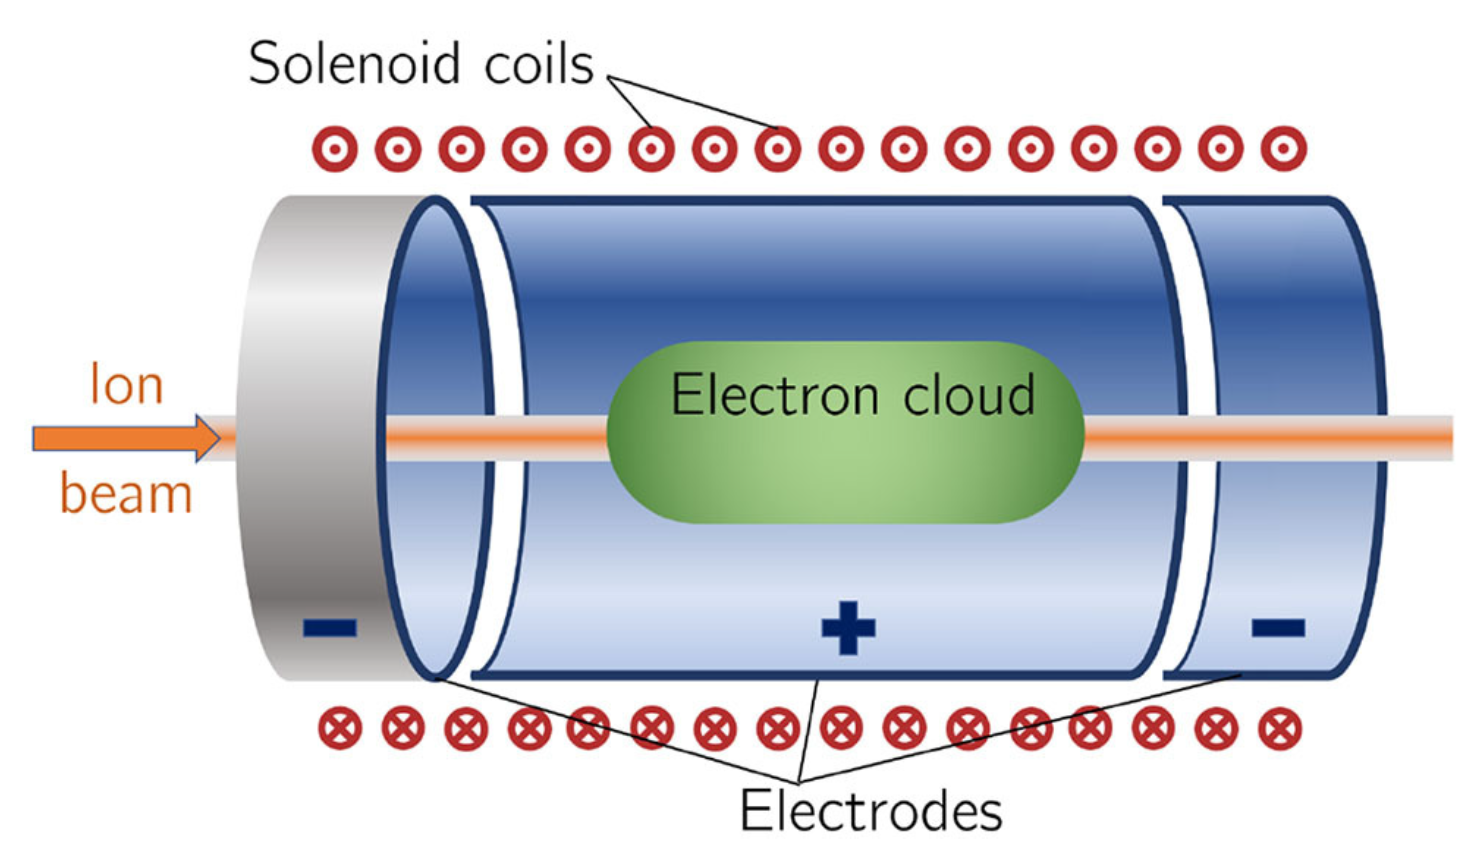 Solenoid coils
Ion
beam
Electron cloud
- + -
Electrodes